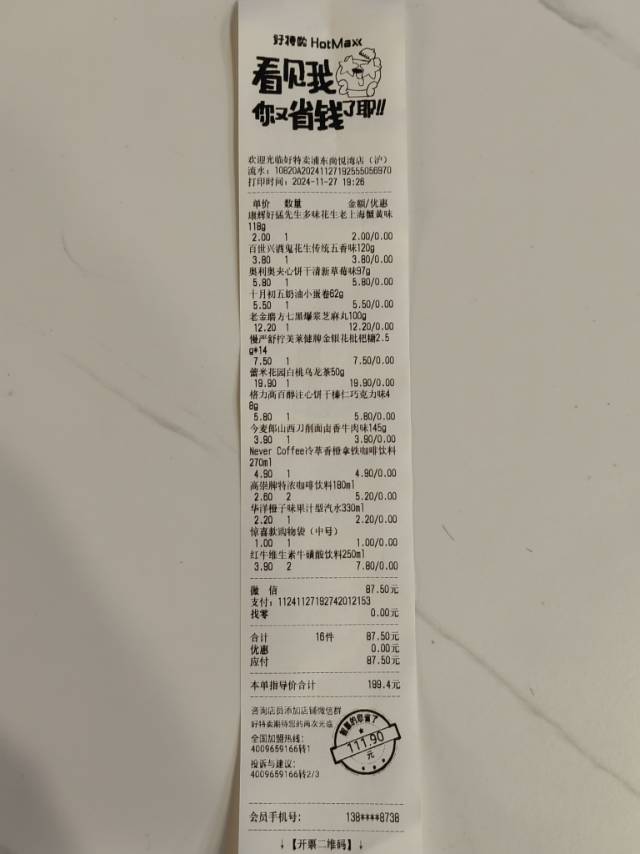 好特卖 HotMaxx
看见我
你又省钱了耶!!
欢迎光临好特卖浦东尚悦湾店（沪）
流水：10820A20241127192555056970
打印时间：2024-11-27 19:26
单价 数量 金额/优惠
康辉好猛先生多味花生老上海蟹黄味
118g
2.00 1 2.00/0.00
百世兴酒鬼花生传统五香味120g
3.80 1 3.80/0.00
奥利奥夹心饼干清新草莓味97g
5.80 1 5.80/0.00
十月初五奶油小蛋卷62g
5.50 1 5.50/0.00
老金磨方七黑爆浆芝麻丸100g
12.20 1 12.20/0.00
慢严舒柠美莱健牌金银花枇杷糖2.5
g*14
7.50 1 7.50/0.00
蕾米花园白桃乌龙茶50g
19.90 1 19.90/0.00
格力高百醇注心饼干榛仁巧克力味4
8g
5.80 1 5.80/0.00
今麦郎山西刀削面卤香牛肉味145g
3.90 1 3.90/0.00
Never Coffee冷萃香橙拿铁咖啡饮料
270ml
4.90 1 4.90/0.00
高崇牌特浓咖啡饮料180ml
2.60 2 5.20/0.00
华洋橙子味果汁型汽水330ml
2.20 1 2.20/0.00
惊喜款购物袋（中号）
1.00 1 1.00/0.00
红牛维生素牛磺酸饮料250ml
3.90 2 7.80/0.00
微 信 87.50元
支付：11241127192742012153
找零 0.00元
合计 16件 87.50元
优惠 0.00元
应付 87.50元
本单指导价合计 199.4元
咨询店员添加店铺微信群
好特卖期待您的再次光临
全国加盟热线：
4009659166转1
投诉与建议：
4009659166转2/3
111.90
元
会员手机号： 138****8738
↓【开票二维码】↓